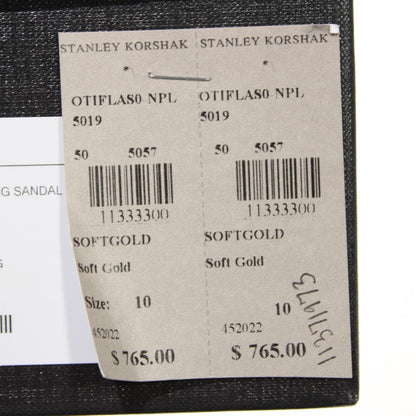 STANLEY KORSHAK
*
OTIFLAS0-NPL
5019
50 5057
11333300
SOFTGOLD
Soft Gold
Size: 10
452022
$ 765.00
STANLEY KORSHAK
*
OTIFLAS0-NPL
5019
50 5057
11333300
SOFTGOLD
Soft Gold
10
452022
$ 765.00
11371973
G SANDAL
G